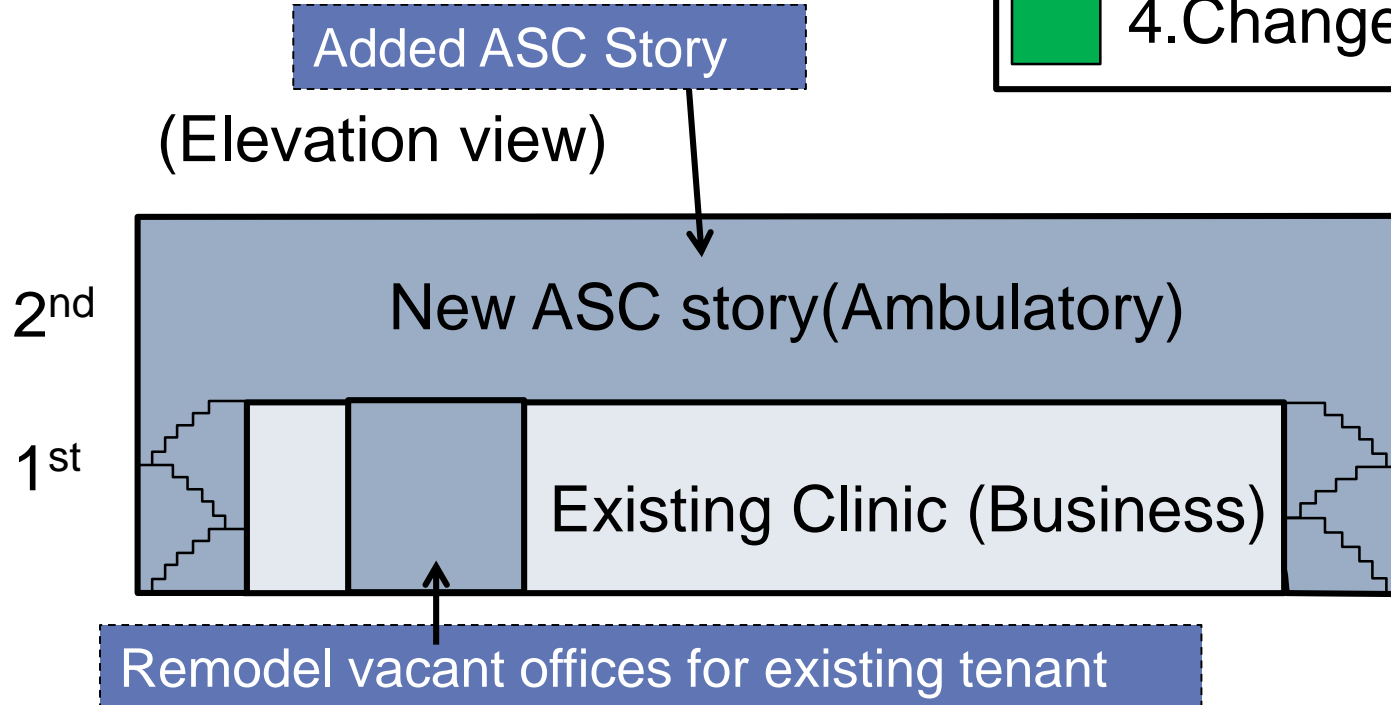 4.Change
Added ASC Story
(Elevation view)
2nd
New ASC story(Ambulatory)
1st
Existing Clinic (Business)
Remodel vacant offices for existing tenant